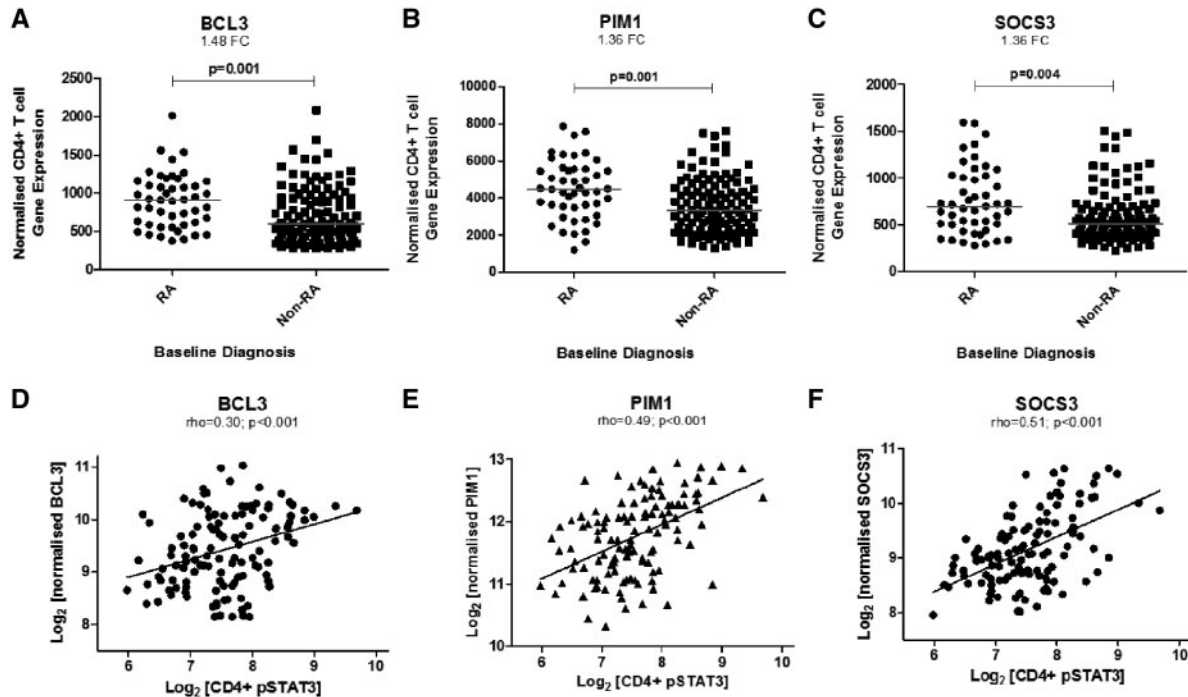 A
BCL3
1.48 FC
p=0.001
Normalised CD4+ T cell
Gene Expression
2500
2000
1500
1000
500
0
RA
Non-RA
Baseline Diagnosis
B
PIM1
1.36 FC
p=0.001
Normalised CD4+ T cell
Gene Expression
10000
8000
6000
4000
2000
0
RA
Non-RA
Baseline Diagnosis
C
SOCS3
1.36 FC
p=0.004
Normalised CD4+ T cell
Gene Expression
2000
1500
1000
500
0
RA
Non-RA
Baseline Diagnosis
D
BCL3
rho=0.30; p<0.001
Log₂ [normalised BCL3]
11
10
9
8
6
7
8
9
10
Log₂ [CD4+ pSTAT3]
E
PIM1
rho=0.49; p<0.001
Log₂ [normalised PIM1]
13
12
11
10
6
7
8
9
10
Log₂ [CD4+ pSTAT3]
F
SOCS3
rho=0.51; p<0.001
Log₂ [normalised SOCS3]
11
10
9
8
6
7
8
9
10
Log₂ [CD4+ pSTAT3]